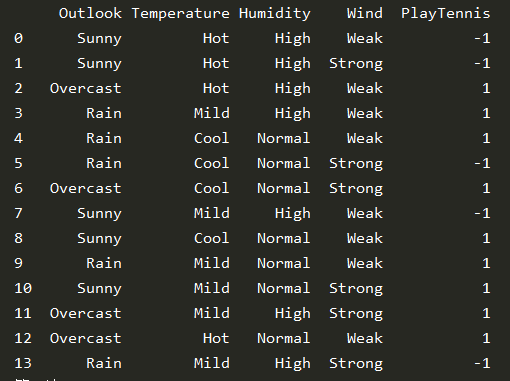 Outlook Temperature Humidity Wind PlayTennis
0 Sunny Hot High Weak -1
1 Sunny Hot High Strong -1
2 Overcast Hot High Weak 1
3 Rain Mild High Weak 1
4 Rain Cool Normal Weak 1
5 Rain Cool Normal Strong -1
6 Overcast Cool Normal Strong 1
7 Sunny Mild High Weak -1
8 Sunny Cool Normal Weak 1
9 Rain Mild Normal Weak 1
10 Sunny Mild Normal Strong 1
11 Overcast Mild High Strong 1
12 Overcast Hot Normal Weak 1
13 Rain Mild High Strong -1